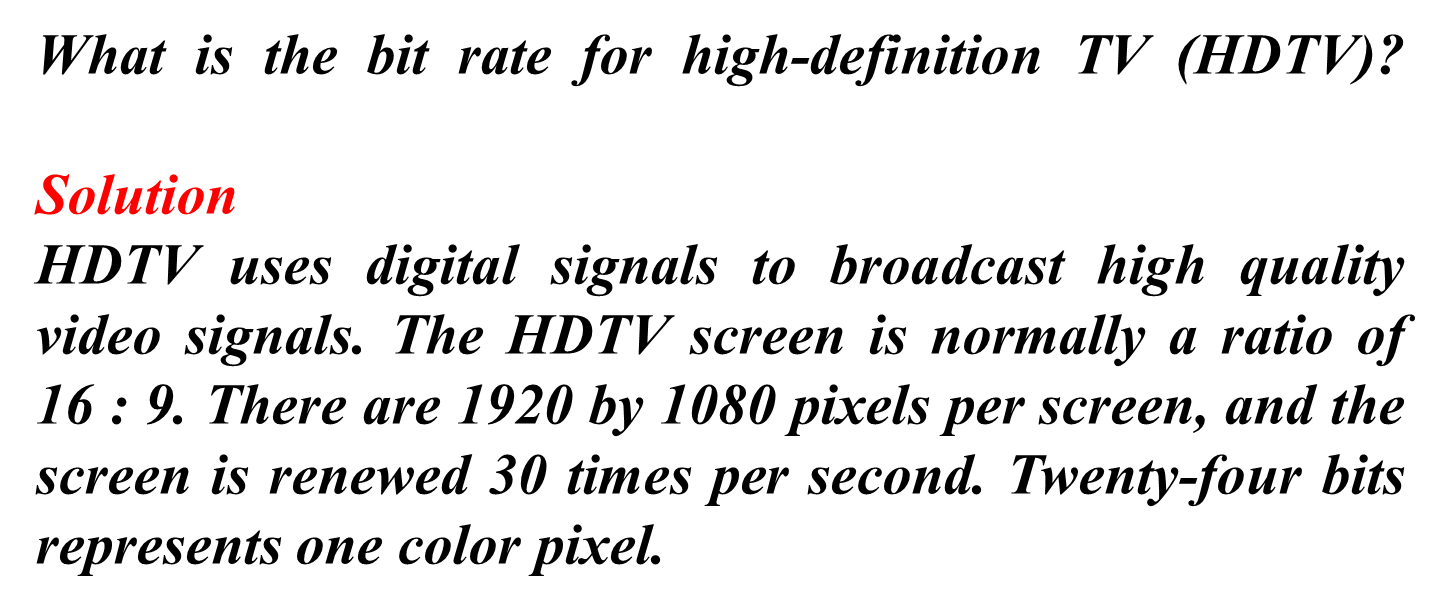 What is the bit rate for high-definition TV (HDTV)?
Solution
HDTV uses digital signals to broadcast high quality
video signals. The HDTV screen is normally a ratio of
16 : 9. There are 1920 by 1080 pixels per screen, and the
screen is renewed 30 times per second. Twenty-four bits
represents one color pixel.